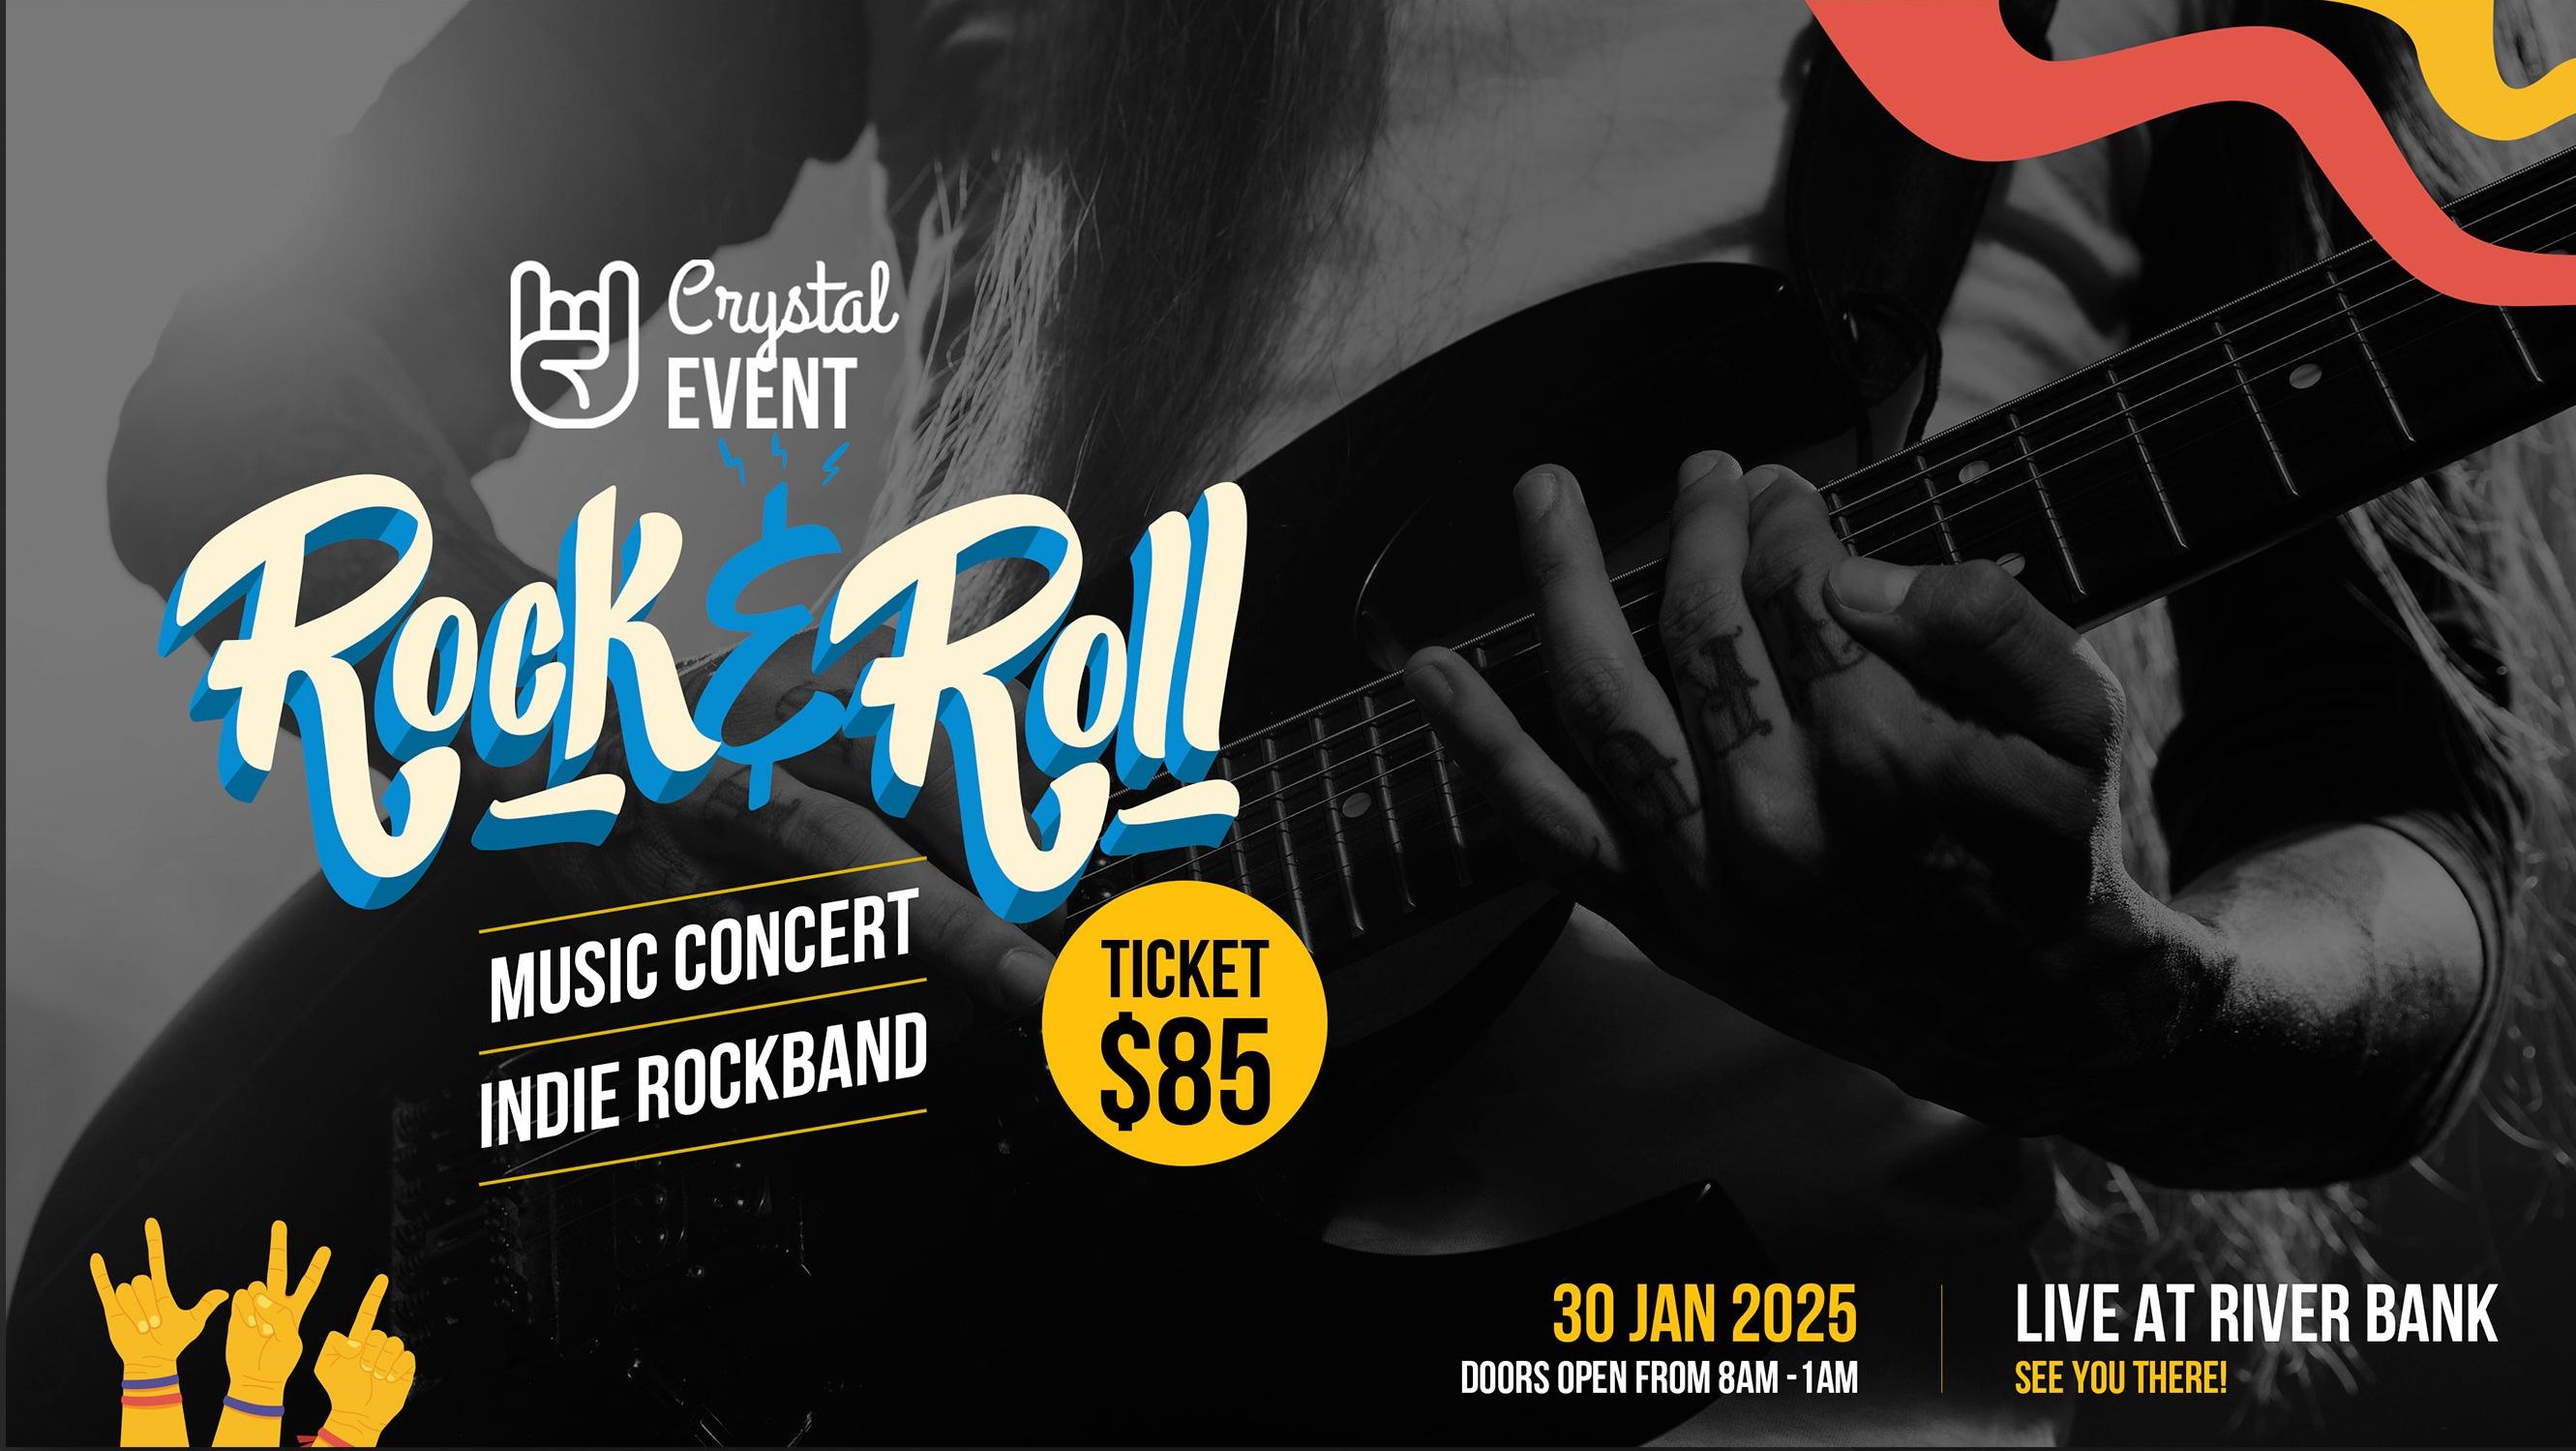 Crystal
EVENT
Rock & Roll
MUSIC CONCERT
INDIE ROCKBAND
TICKET
$85
30 JAN 2025
DOORS OPEN FROM 8AM - 1AM
LIVE AT RIVER BANK
SEE YOU THERE!